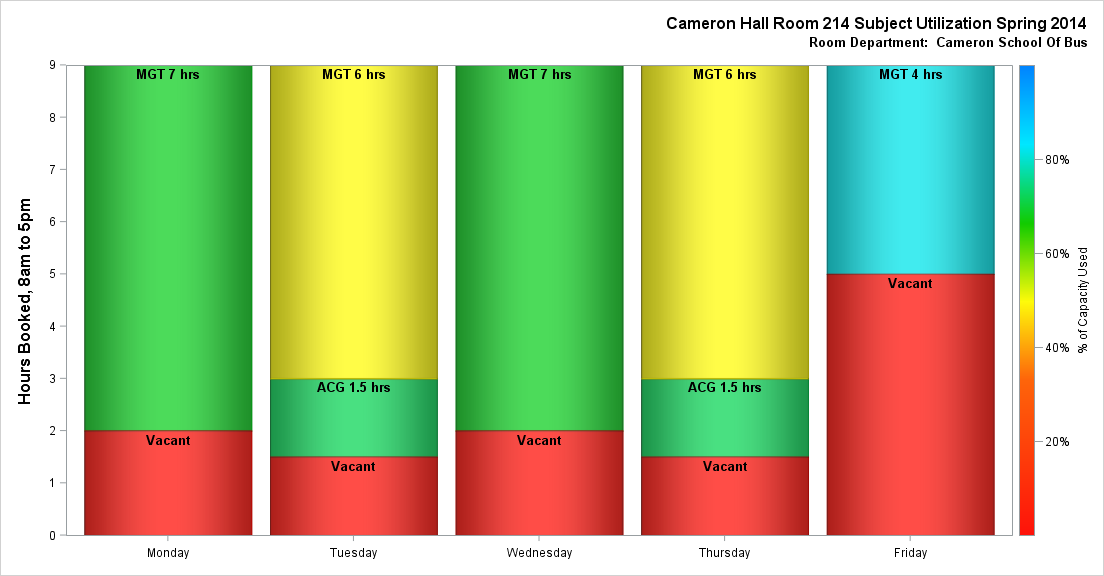 Cameron Hall Room 214 Subject Utilization Spring 2014
Room Department:  Cameron School Of Bus
Hours Booked, 8am to 5pm
9
8
7
6
5
4
3
2
1
0
MGT 7 hrs
Vacant
MGT 6 hrs
ACG 1.5 hrs
Vacant
MGT 7 hrs
Vacant
MGT 6 hrs
ACG 1.5 hrs
Vacant
MGT 4 hrs
Vacant
Monday
Tuesday
Wednesday
Thursday
Friday
80%
60%
40%
20%
% of Capacity Used